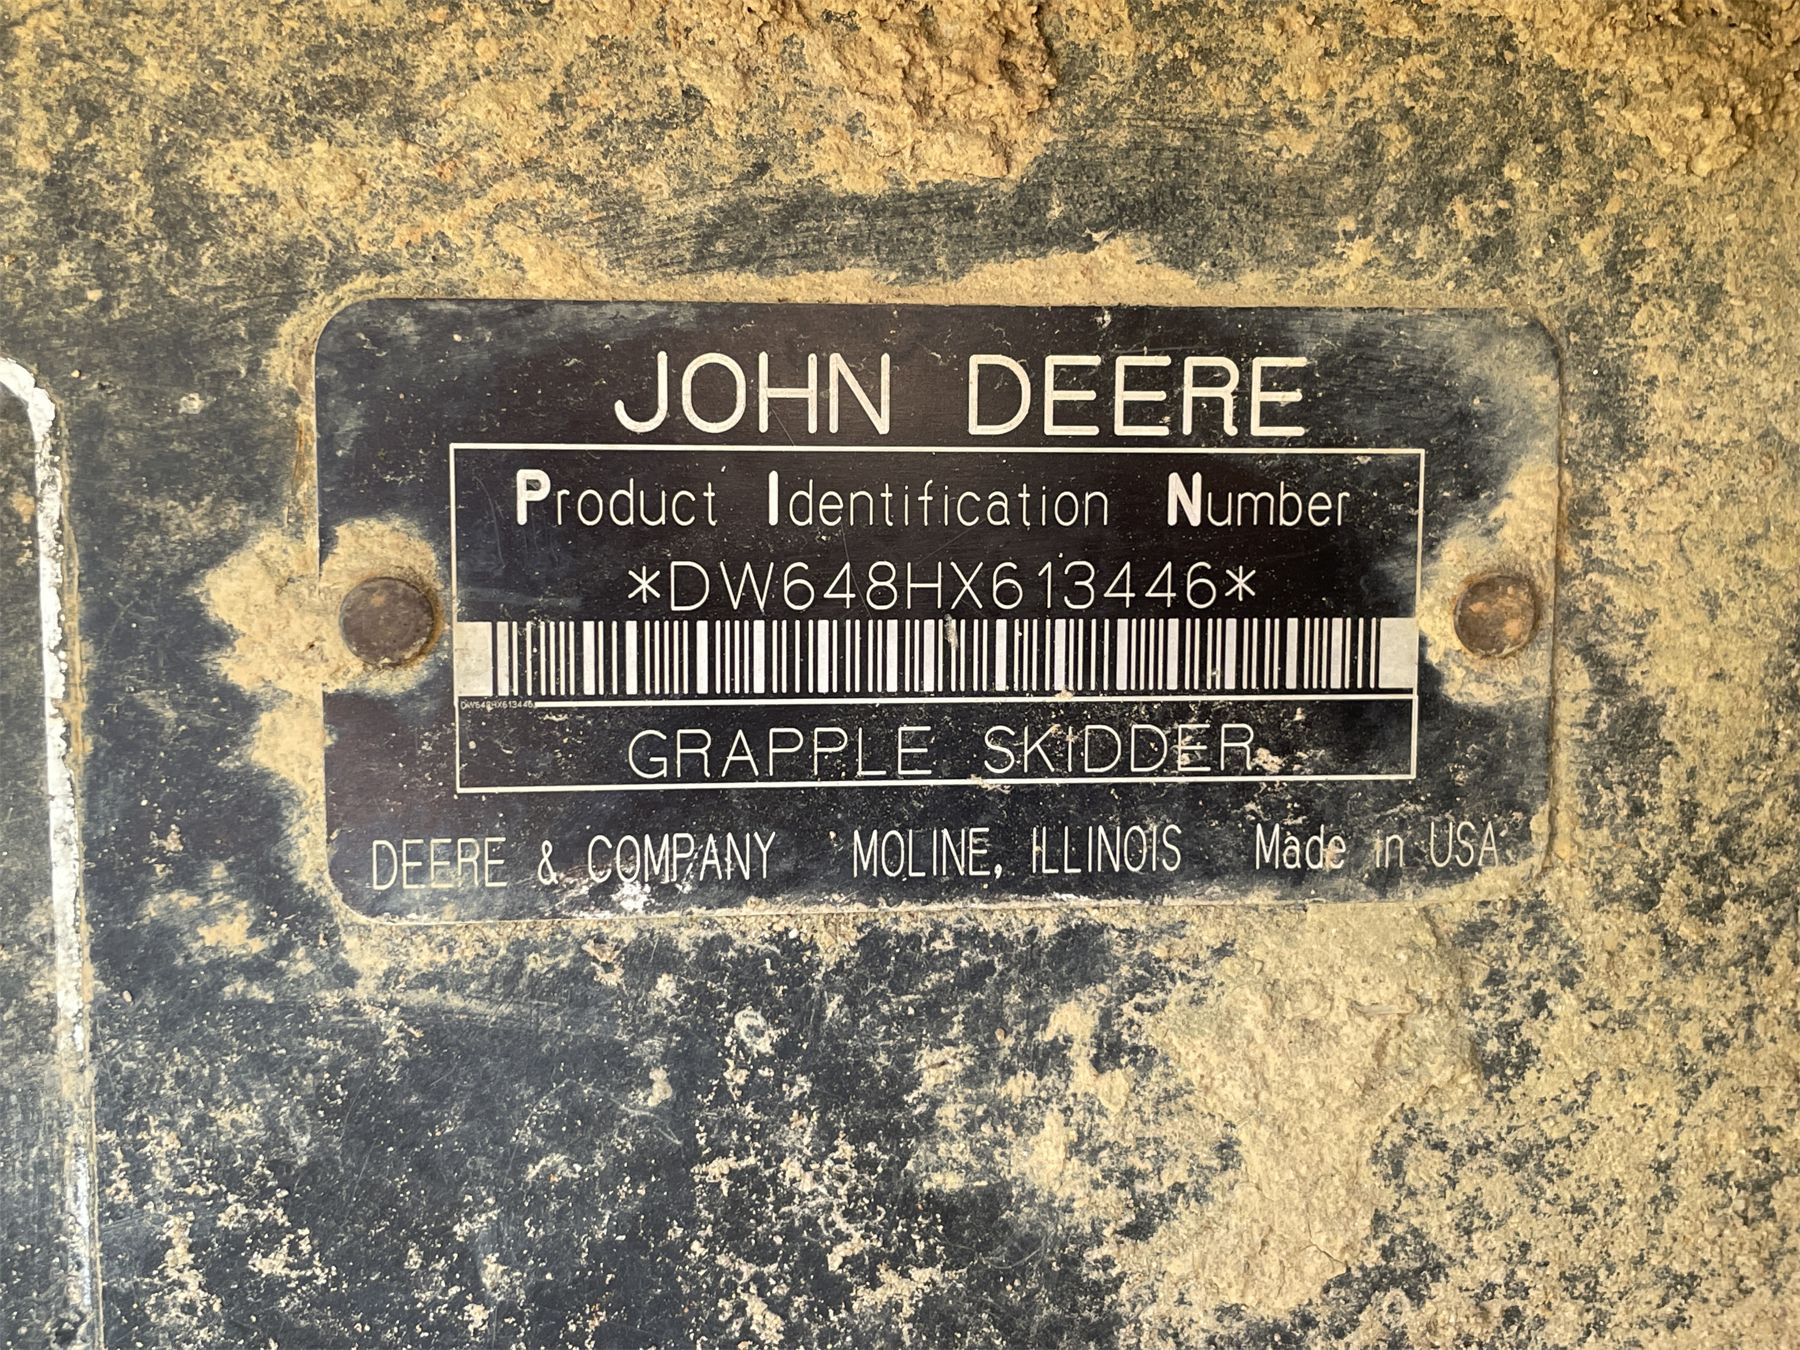 JOHN DEERE
Product Identification Number
*DW648HX613446*
DW648HX613446
GRAPPLE SKIDDER
DEERE & COMPANY MOLINE, ILLINOIS Made in USA